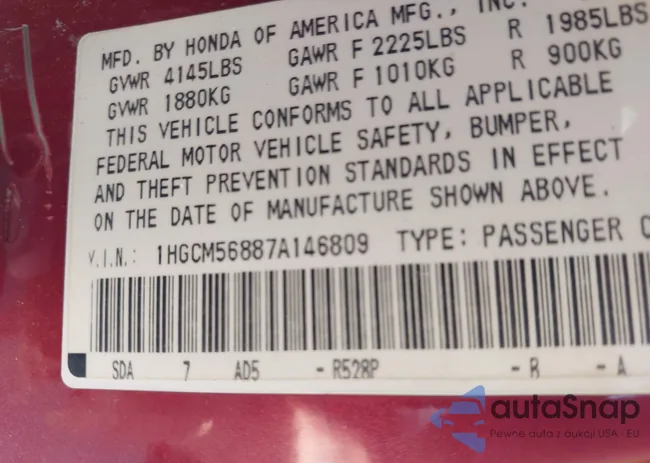 MFD. BY HONDA OF AMERICA MFG., INC.
GVWR 4145LBS GAWR F 2225LBS R 1985LBS
GVWR 1880KG GAWR F 1010KG R 900KG
THIS VEHICLE CONFORMS TO ALL APPLICABLE
FEDERAL MOTOR VEHICLE SAFETY, BUMPER,
AND THEFT PREVENTION STANDARDS IN EFFECT
ON THE DATE OF MANUFACTURE SHOWN ABOVE.
V.I.N.: 1HGCM56887A146809 TYPE: PASSENGER C
SDA 7 AD5 - R528P - B - A
autaSnap
Pewne auta z aukcji USA - EU